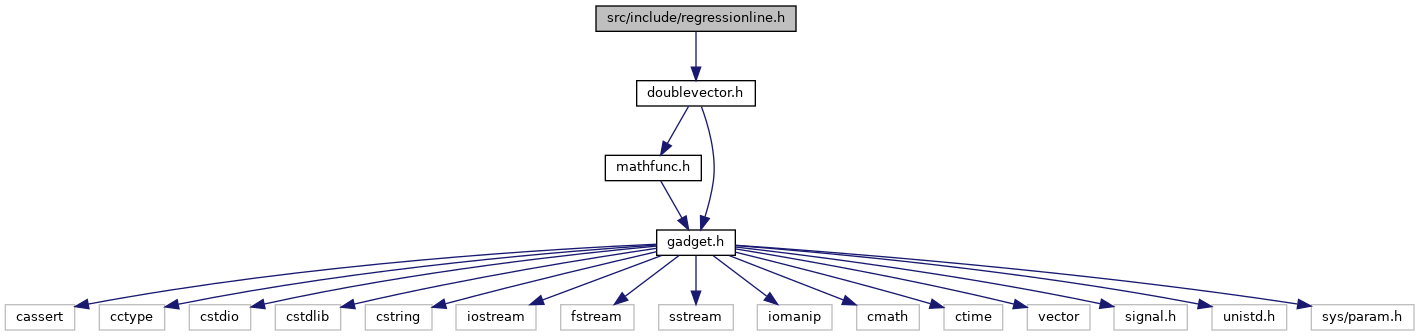 src/include/regressionline.h
doublevector.h
mathfunc.h
gadget.h
cassert
cctype
cstdio
cstdlib
cstring
iostream
fstream
sstream
iomanip
cmath
ctime
vector
signal.h
unistd.h
sys/param.h